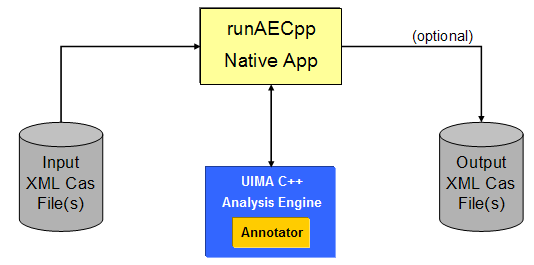 runAECpp
Native App
(optional)
Input
XML Cas
File(s)
UIMA C++
Analysis Engine
Annotator
Output
XML Cas
File(s)